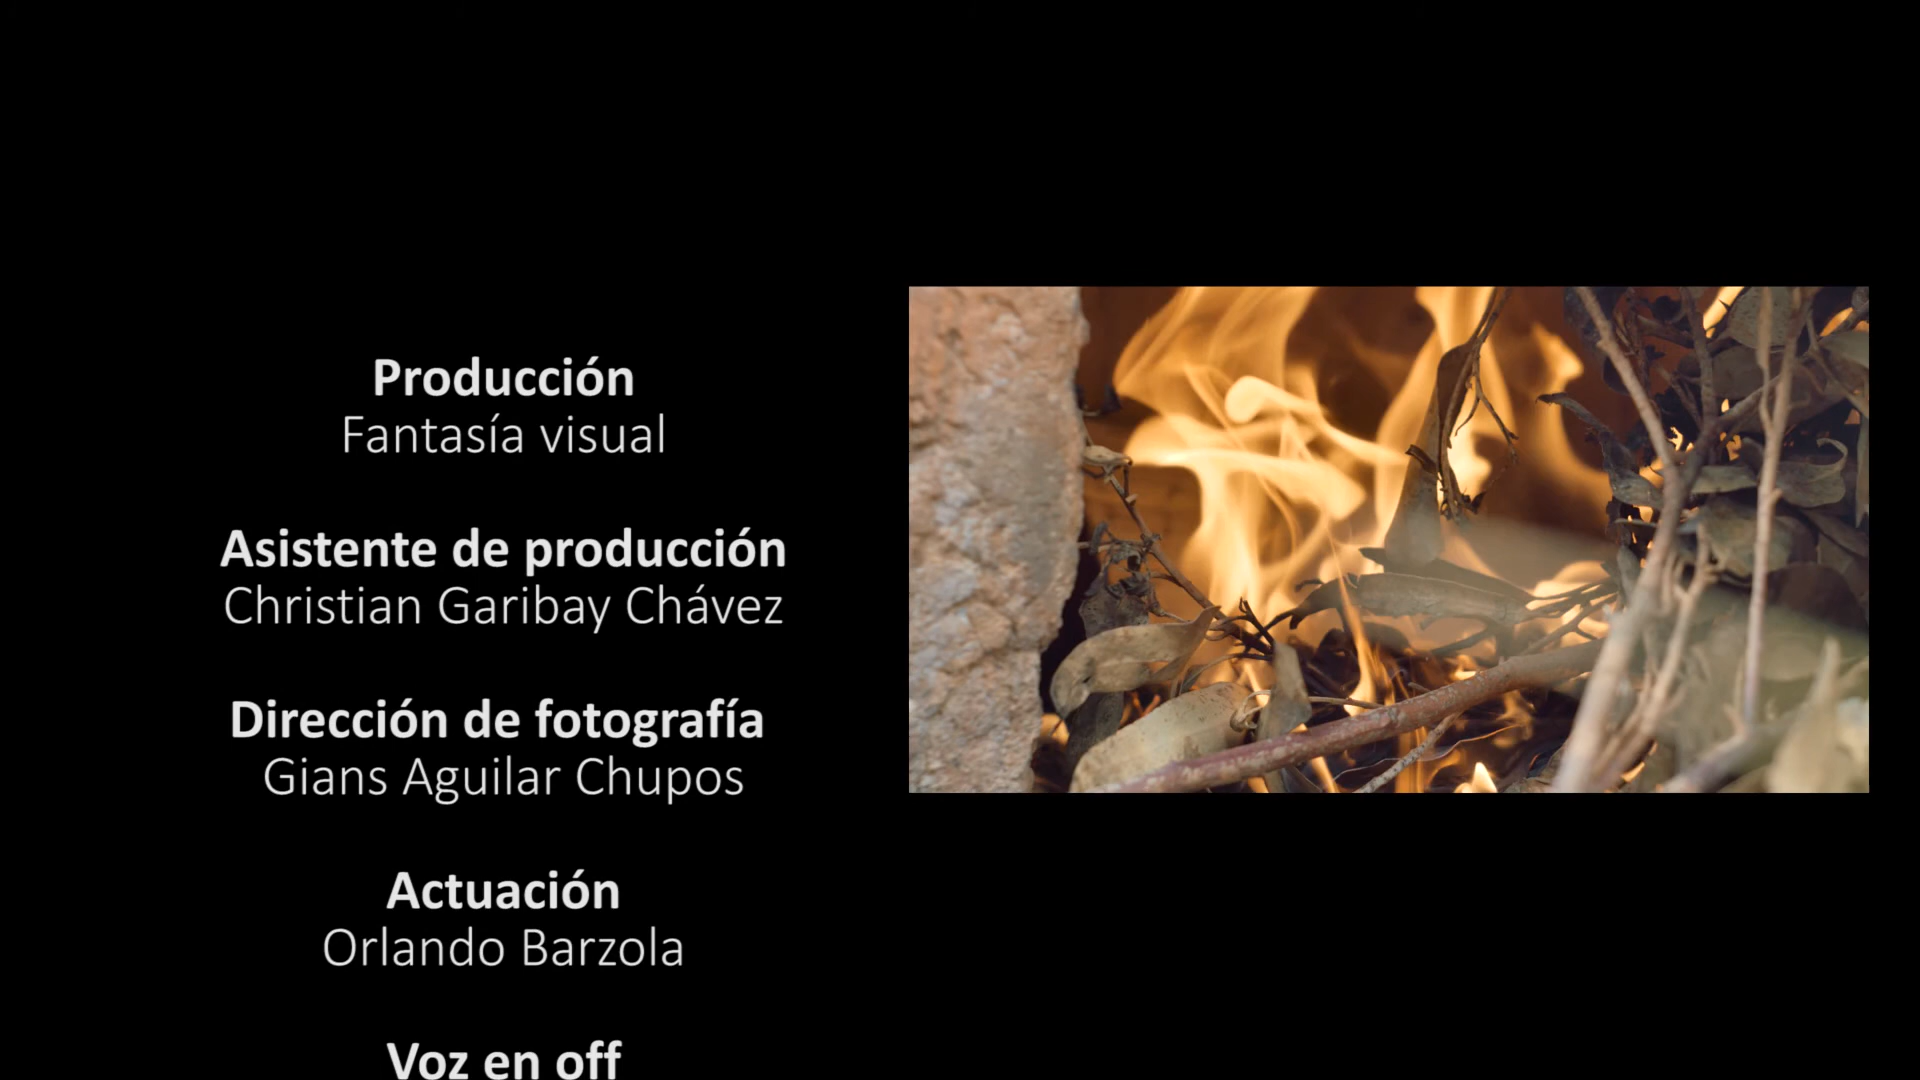 Producción
Fantasía visual
Asistente de producción
Christian Garibay Chávez
Dirección de fotografía
Gians Aguilar Chupos
Actuación
Orlando Barzola
Voz en off